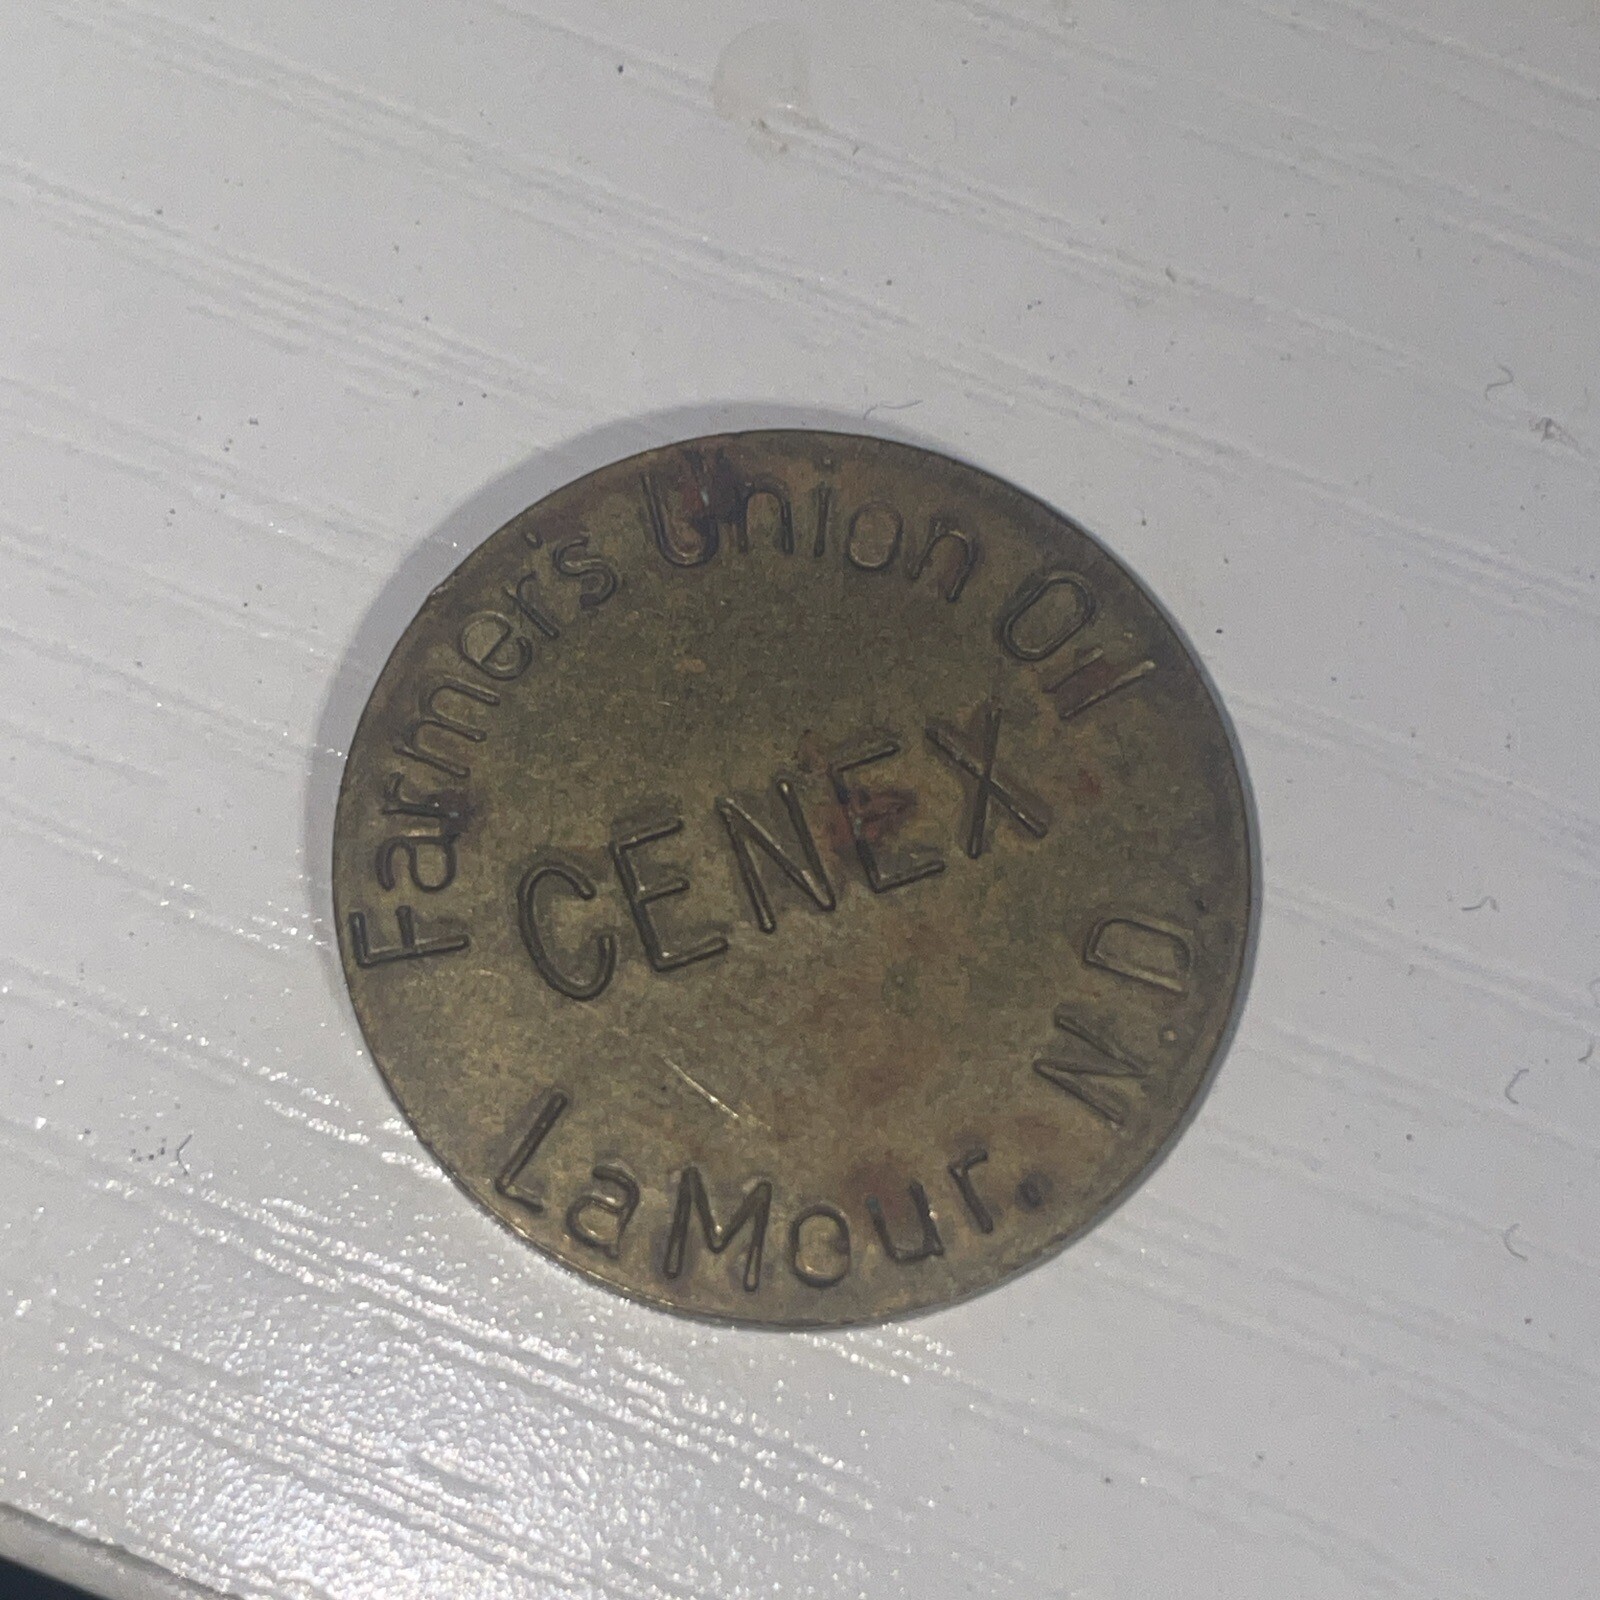 Farmer's Union Oil
CENEX
LaMour. N.D.